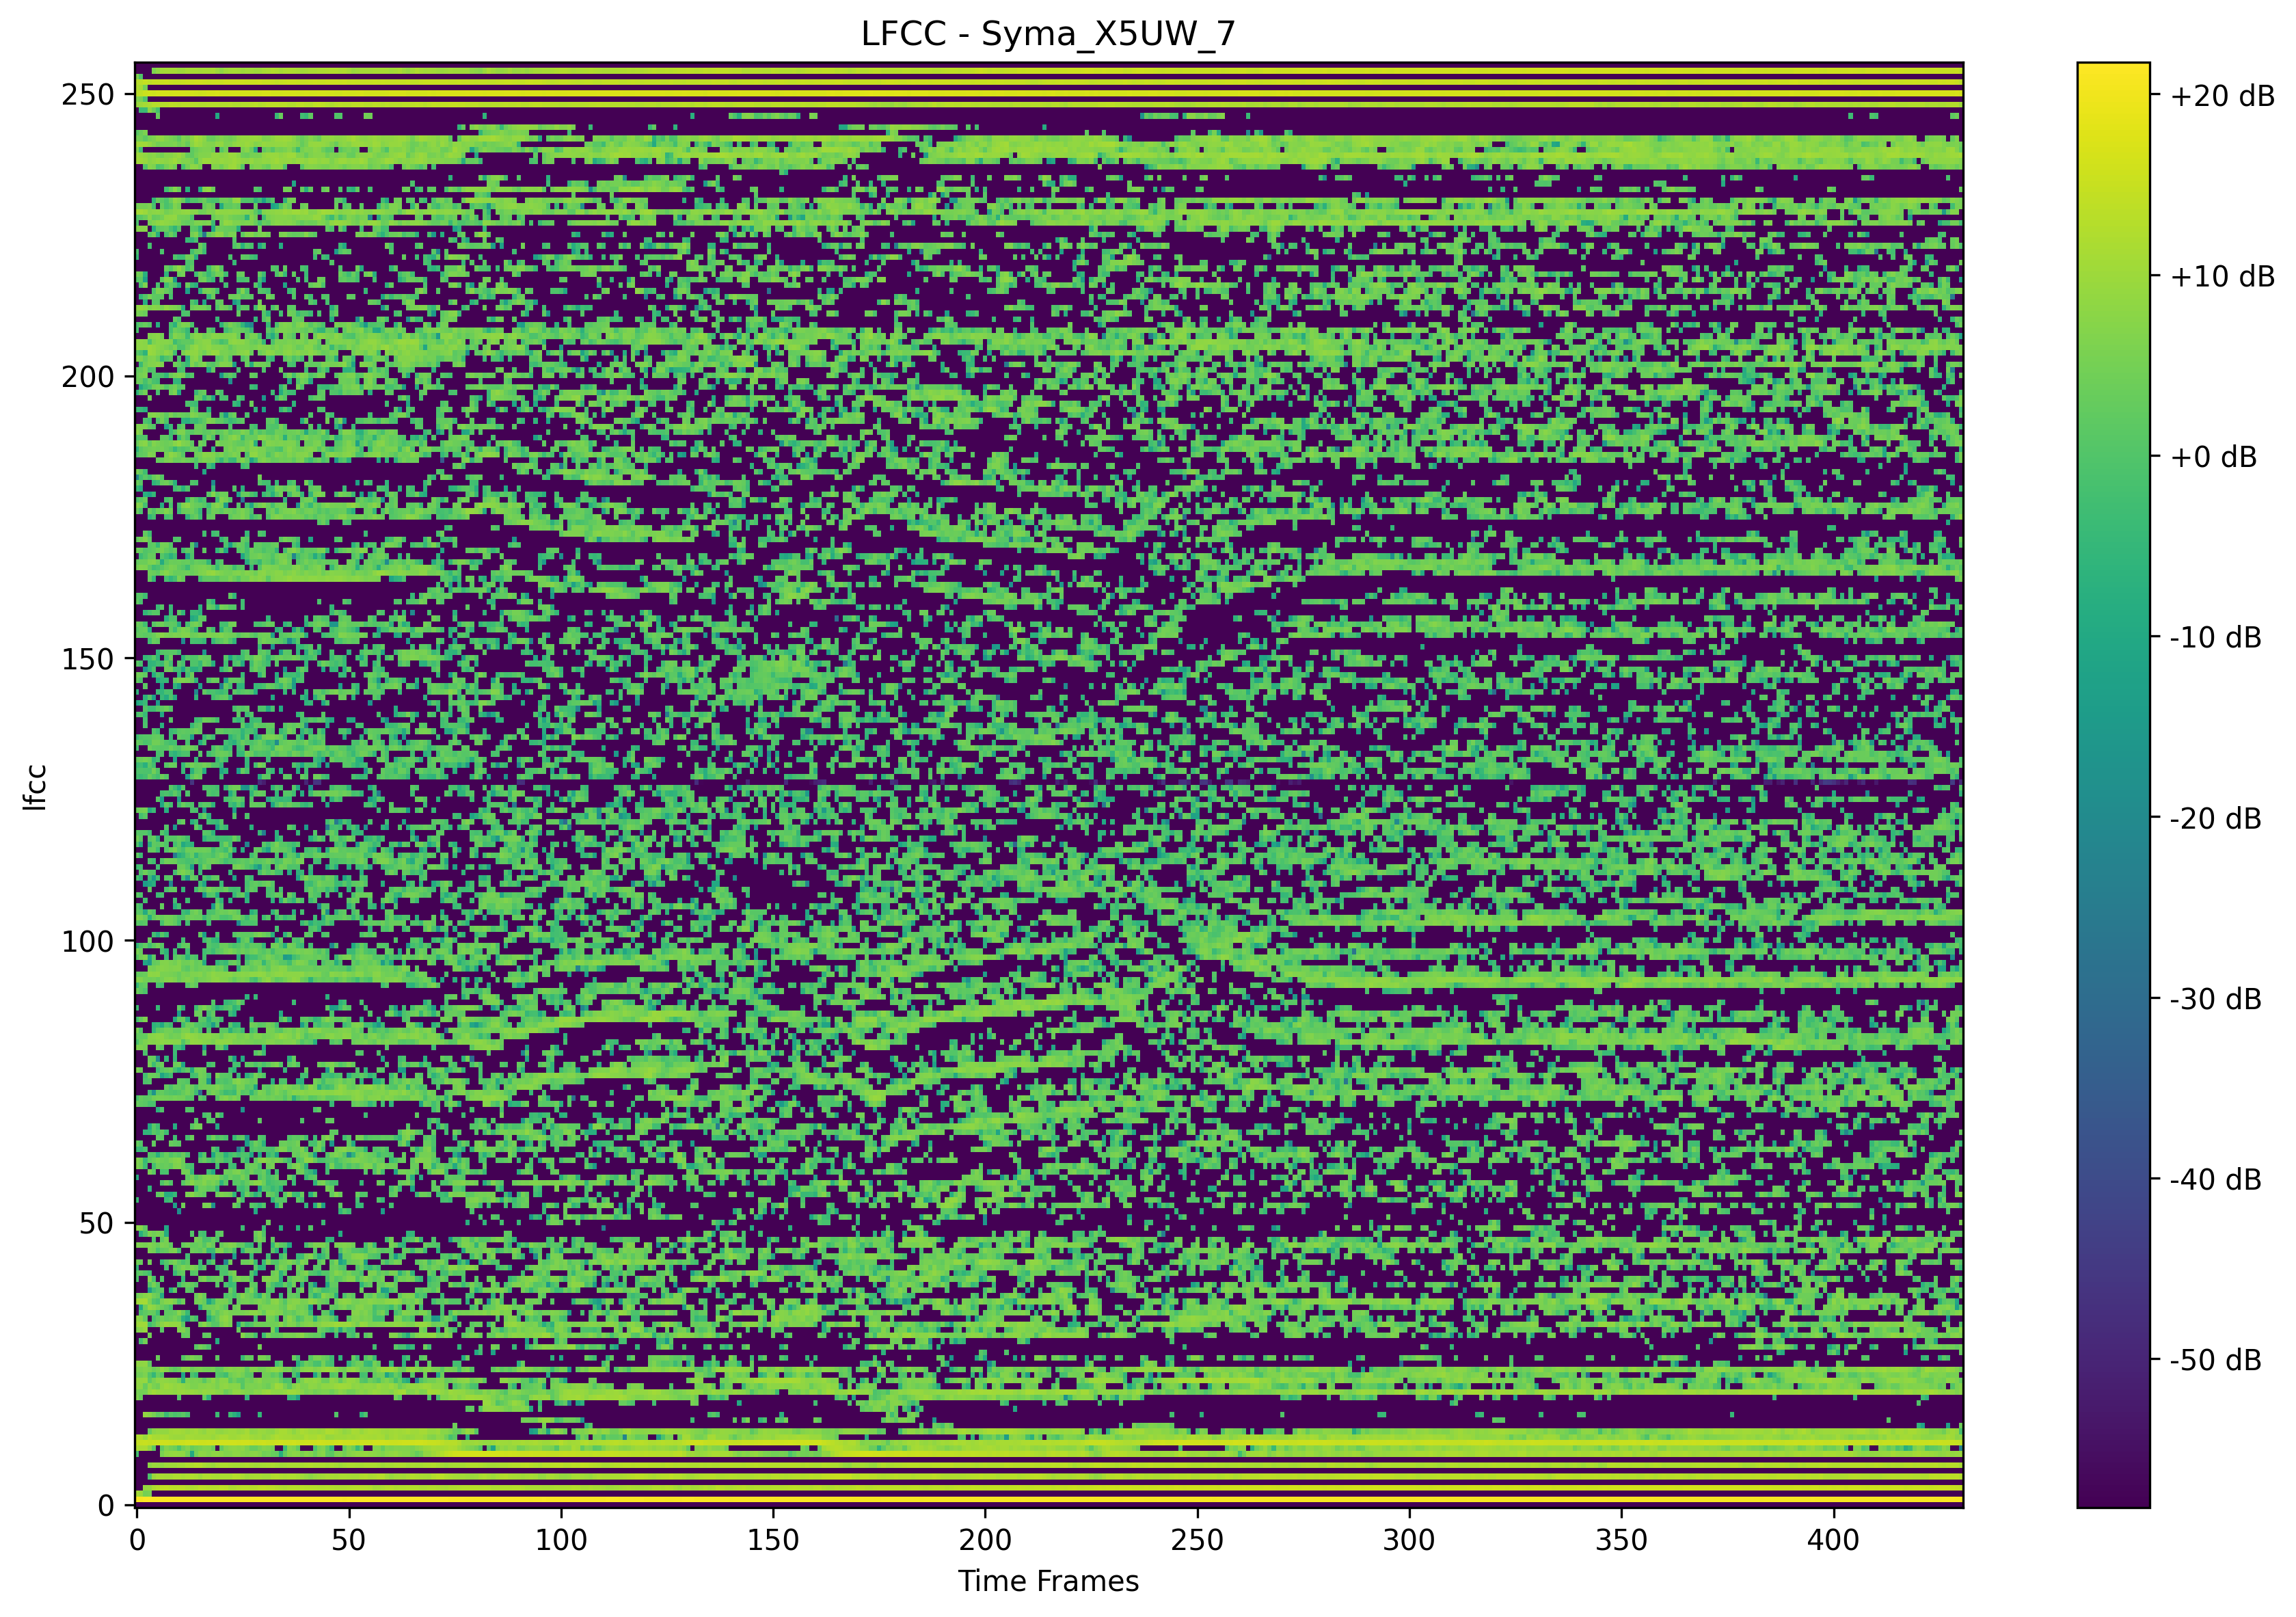 LFCC - Syma_X5UW_7
250
200
150
100
50
0
lfcc
0 50 100 150 200 250 300 350 400
Time Frames
+20 dB
+10 dB
+0 dB
-10 dB
-20 dB
-30 dB
-40 dB
-50 dB